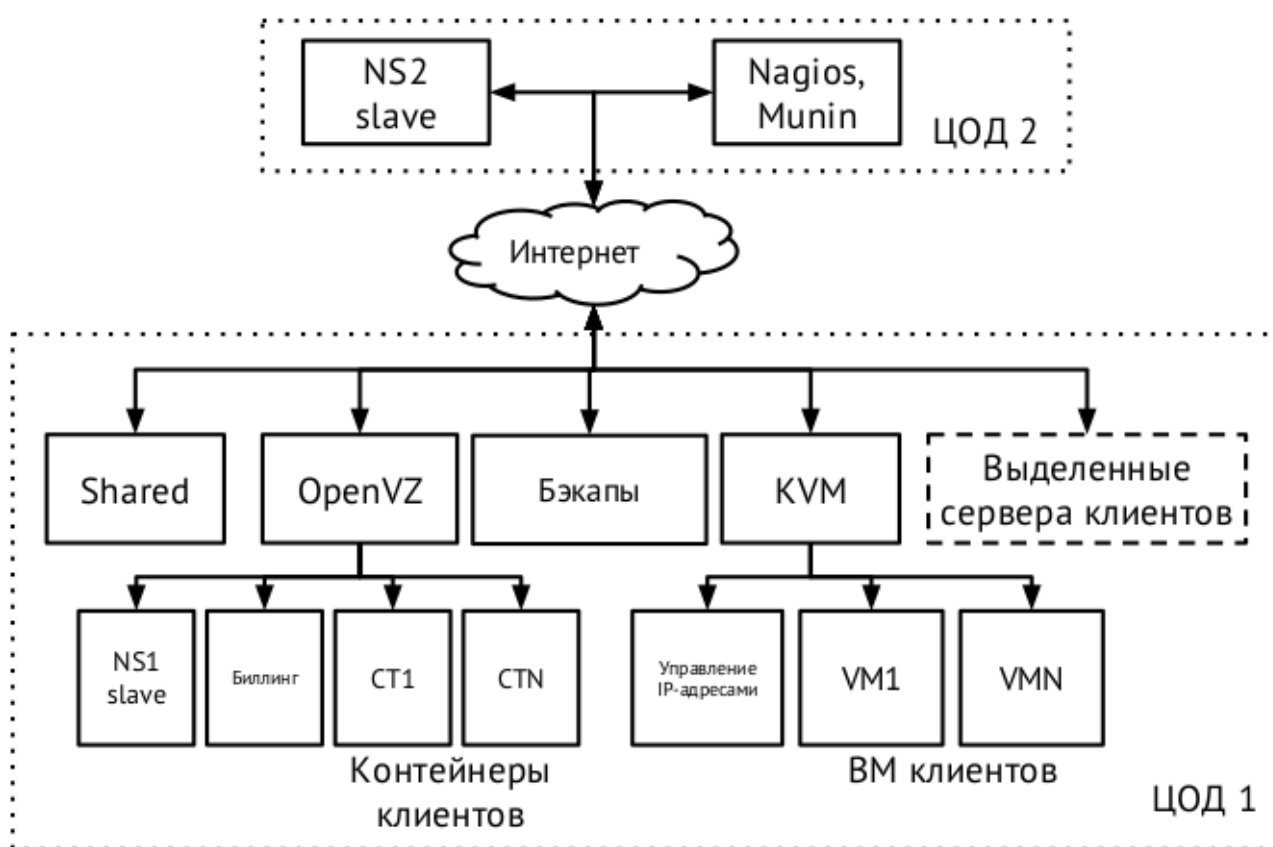 NS2
slave
Nagios,
Munin
ЦОД 2
Интернет
Shared
OpenVZ
Бэкапы
KVM
Выделенные
сервера клиентов
NS1
slave
Биллинг
CT1
CTN
Управление
IP-адресами
VM1
VMN
Контейнеры
клиентов
ВМ клиентов
ЦОД 1